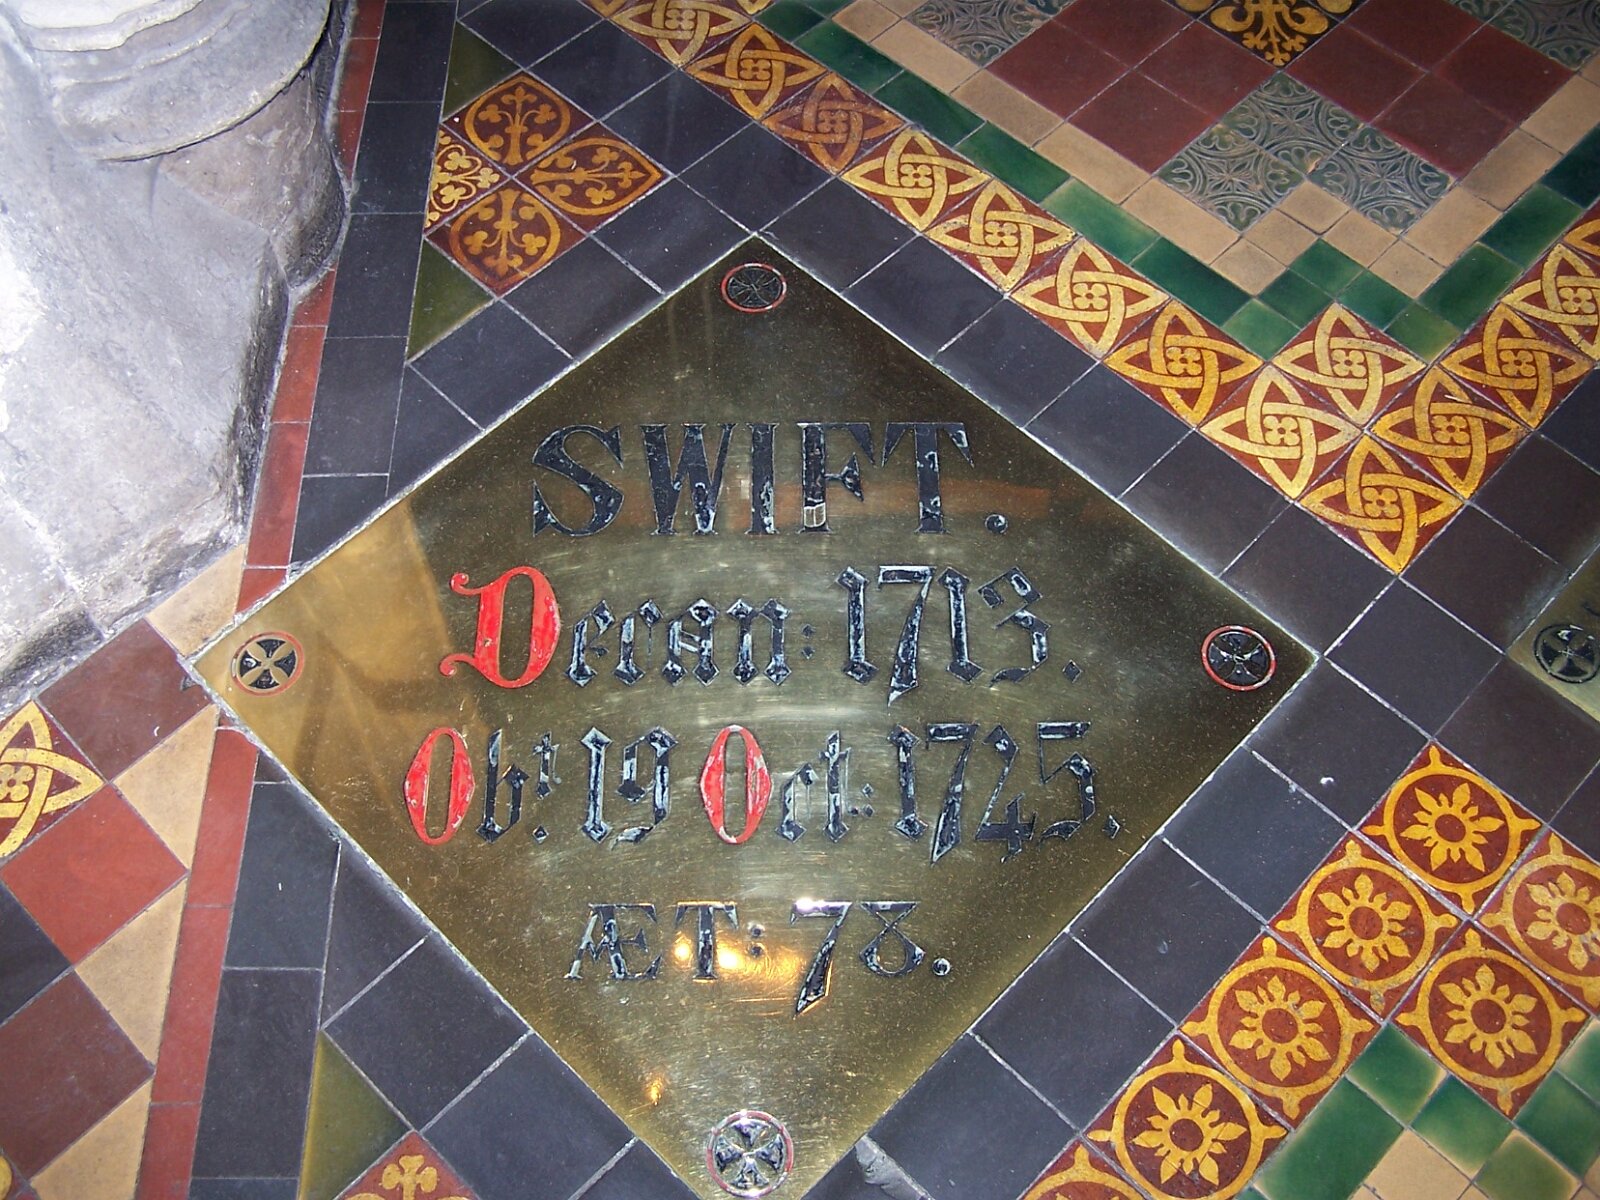 SWIFT.
Decan: 1713.
Obt. 19 Oct: 1745.
ÆT: 78.